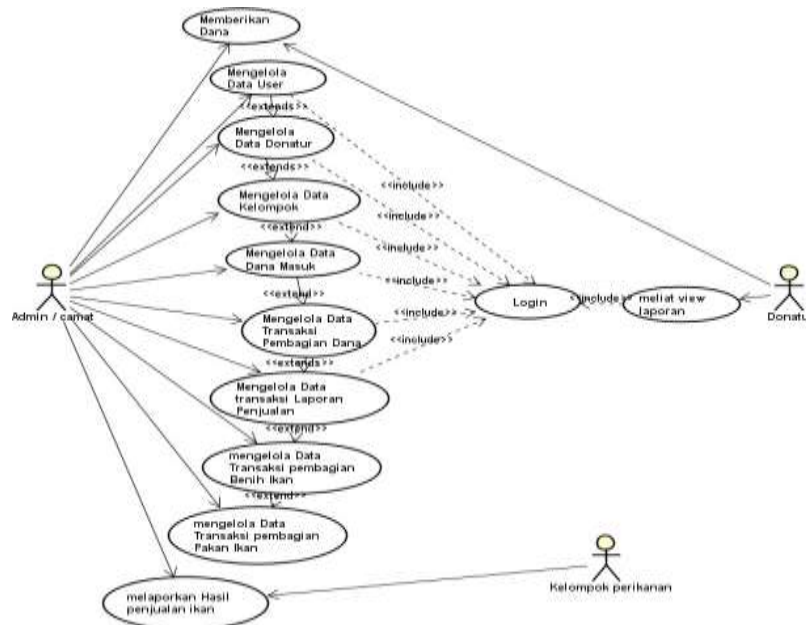 Memberikan
Dana
Mengelola
Data User
<<extends>>
Mengelola
Data Donatur
<<extends>>
<<include>>
Mengelola Data
Kelompok
<<include>>
<<extend>>
<<include>>
Mengelola Data
Dana Masuk
<<include>>
<<extend>>
Login
<<include>>
meliat view
laporan
Admin / camat
Donatu
Mengelola Data
Transaksi
Pembagian Dana
<<include>>
<<include>>
<<extends>>
Mengelola Data
transaksi Laporan
Penjualan
<<extend>>
mengelola Data
Transaksi pembagian
Benih Ikan
<<extend>>
mengelola Data
Transaksi pembagian
Pakan Ikan
Kelompok perikanan
melaporkan Hasil
penjualan ikan